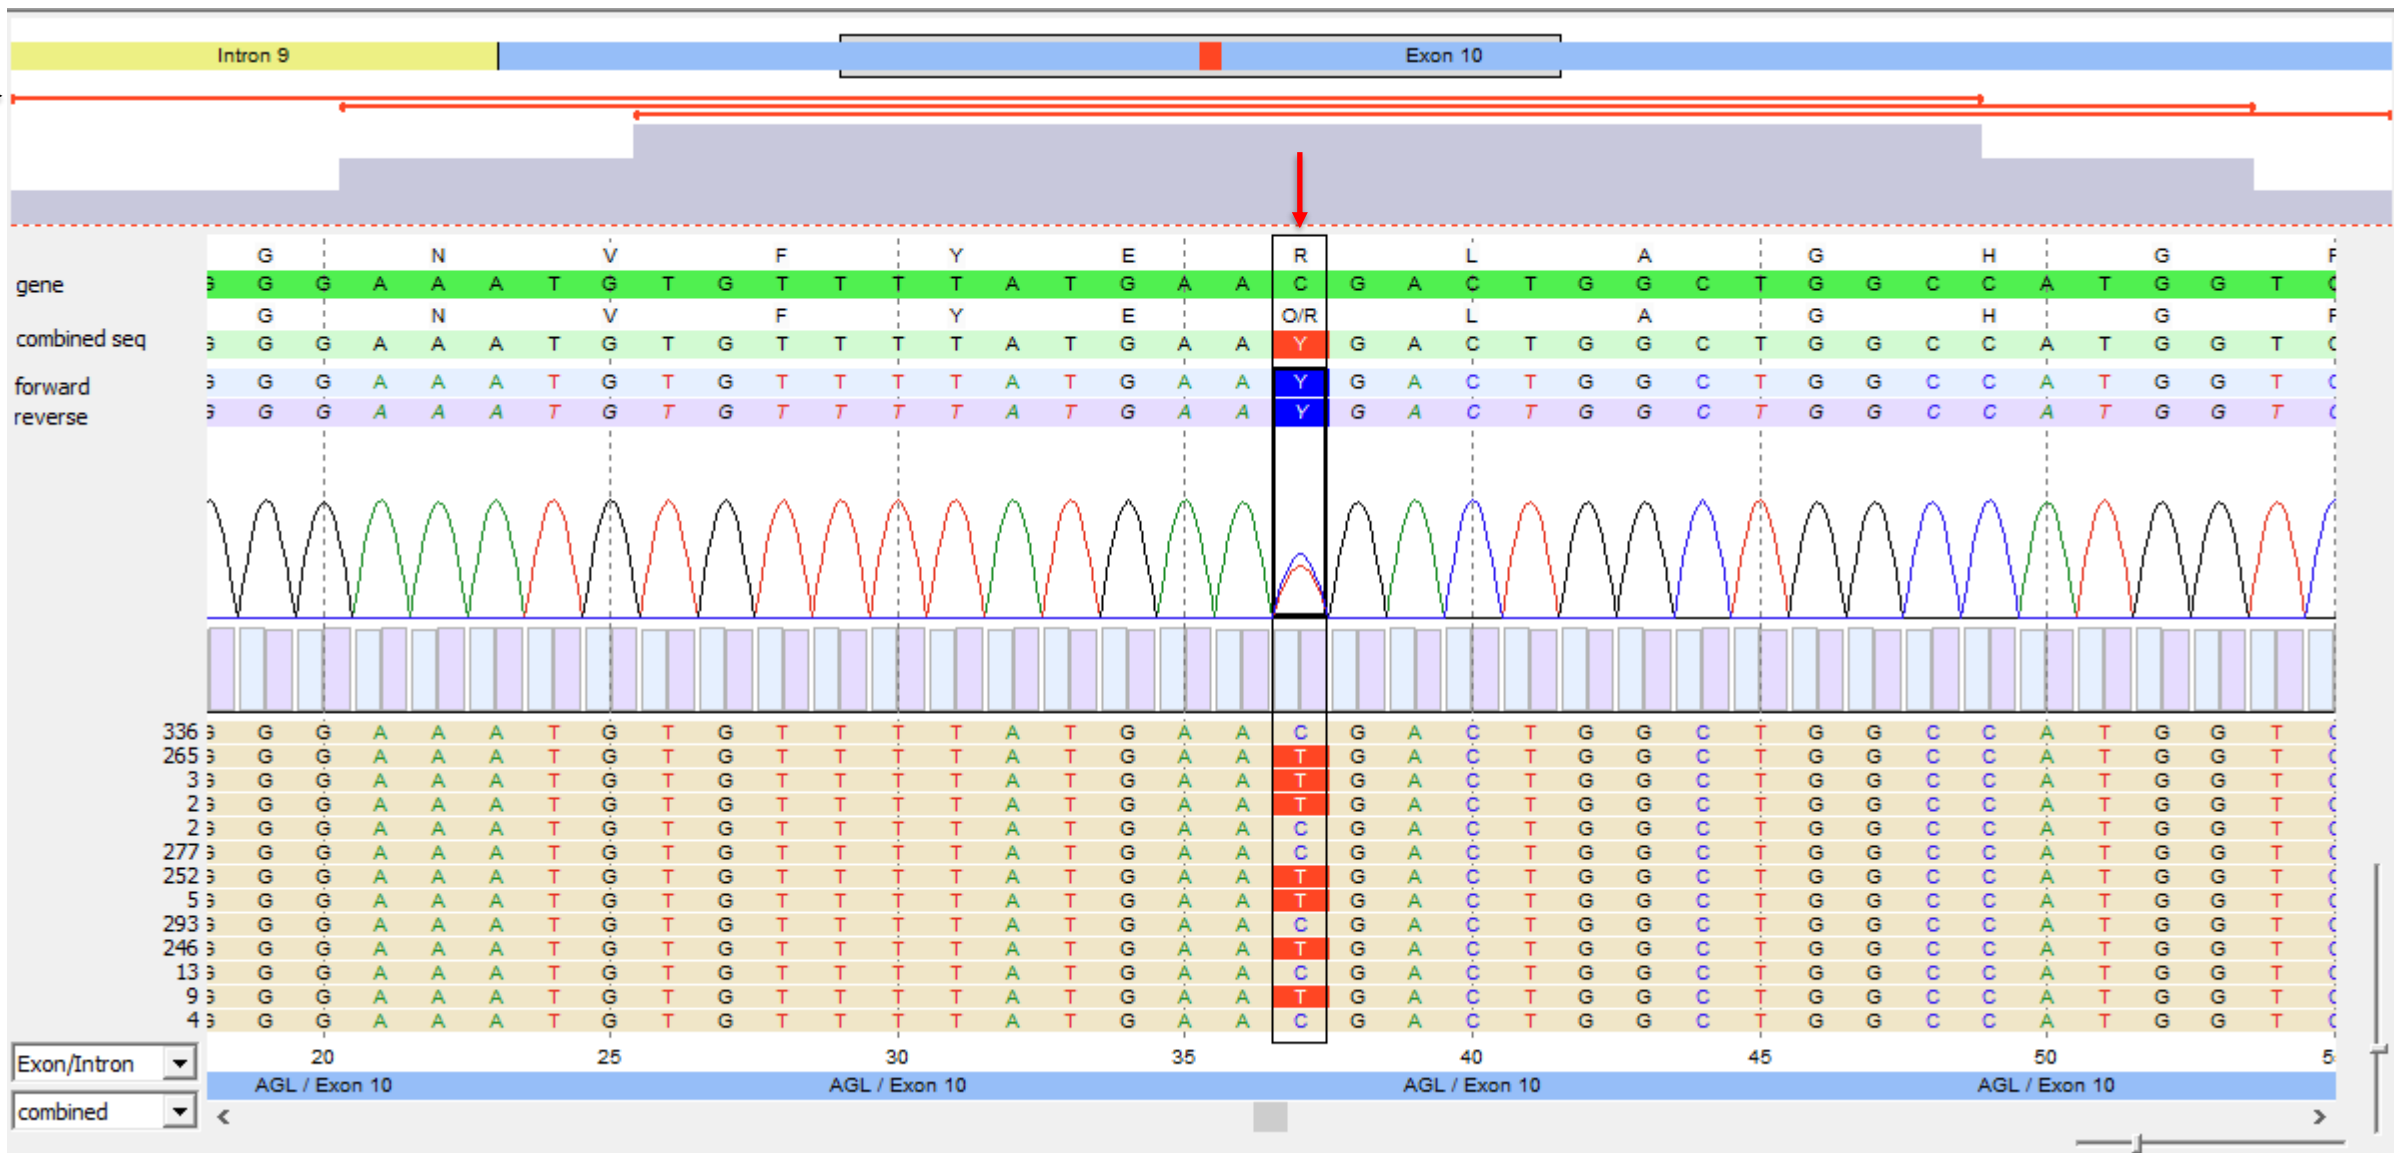 Intron 9 Exon 10
G N V F Y E R L A G H G
gene G G A A A T G T G T T T T A T G A A C G A C T G G C T G G C C A T G G T C
G N V F Y E O/R L A G H G
combined seq G G A A A T G T G T T T T A T G A A Y G A C T G G C T G G C C A T G G T C
forward G G A A A T G T G T T T T A T G A A Y G A C T G G C T G G C C A T G G T C
reverse G G A A A T G T G T T T T A T G A A Y G A C T G G C T G G C C A T G G T C
336 G G A A A T G T G T T T T A T G A A C G A C T G G C T G G C C A T G G T C
265 G G A A A T G T G T T T T A T G A A T G A C T G G C T G G C C A T G G T C
3 G G A A A T G T G T T T T A T G A A T G A C T G G C T G G C C A T G G T C
2 G G A A A T G T G T T T T A T G A A T G A C T G G C T G G C C A T G G T C
2 G G A A A T G T G T T T T A T G A A C G A C T G G C T G G C C A T G G T C
277 G G A A A T G T G T T T T A T G A A C G A C T G G C T G G C C A T G G T C
252 G G A A A T G T G T T T T A T G A A T G A C T G G C T G G C C A T G G T C
5 G G A A A T G T G T T T T A T G A A T G A C T G G C T G G C C A T G G T C
293 G G A A A T G T G T T T T A T G A A C G A C T G G C T G G C C A T G G T C
246 G G A A A T G T G T T T T A T G A A T G A C T G G C T G G C C A T G G T C
13 G G A A A T G T G T T T T A T G A A C G A C T G G C T G G C C A T G G T C
9 G G A A A T G T G T T T T A T G A A T G A C T G G C T G G C C A T G G T C
4 G G A A A T G T G T T T T A T G A A C G A C T G G C T G G C C A T G G T C
20 25 30 35 40 45 50
Exon/Intron
AGL / Exon 10 AGL / Exon 10 AGL / Exon 10 AGL / Exon 10
combined